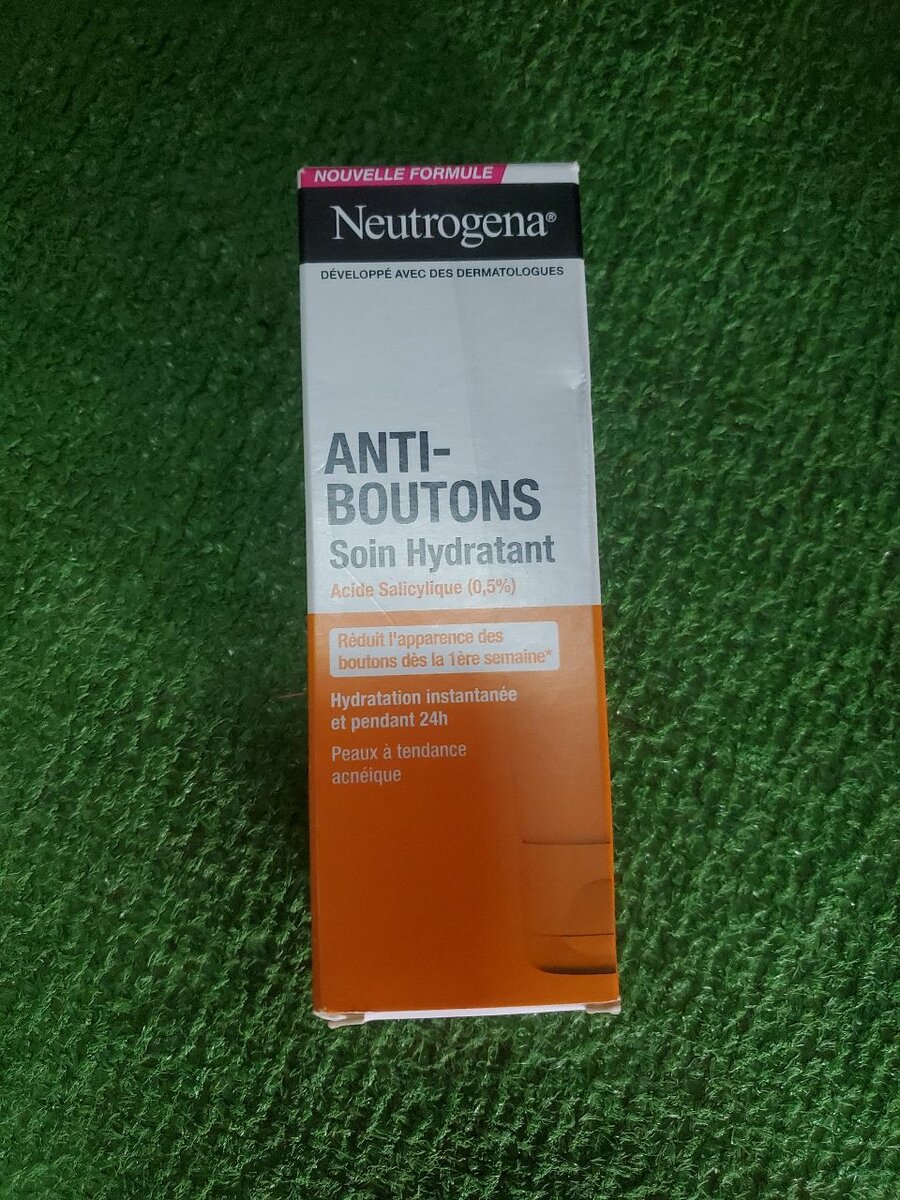 NOUVELLE FORMULE
Neutrogena®
DÉVELOPPÉ AVEC DES DERMATOLOGUES
ANTI-
BOUTONS
Soin Hydratant
Acide Salicylique (0,5%)
Réduit l'apparence des
boutons dès la 1ère semaine*
Hydratation instantanée
et pendant 24h
Peaux à tendance
acnéique